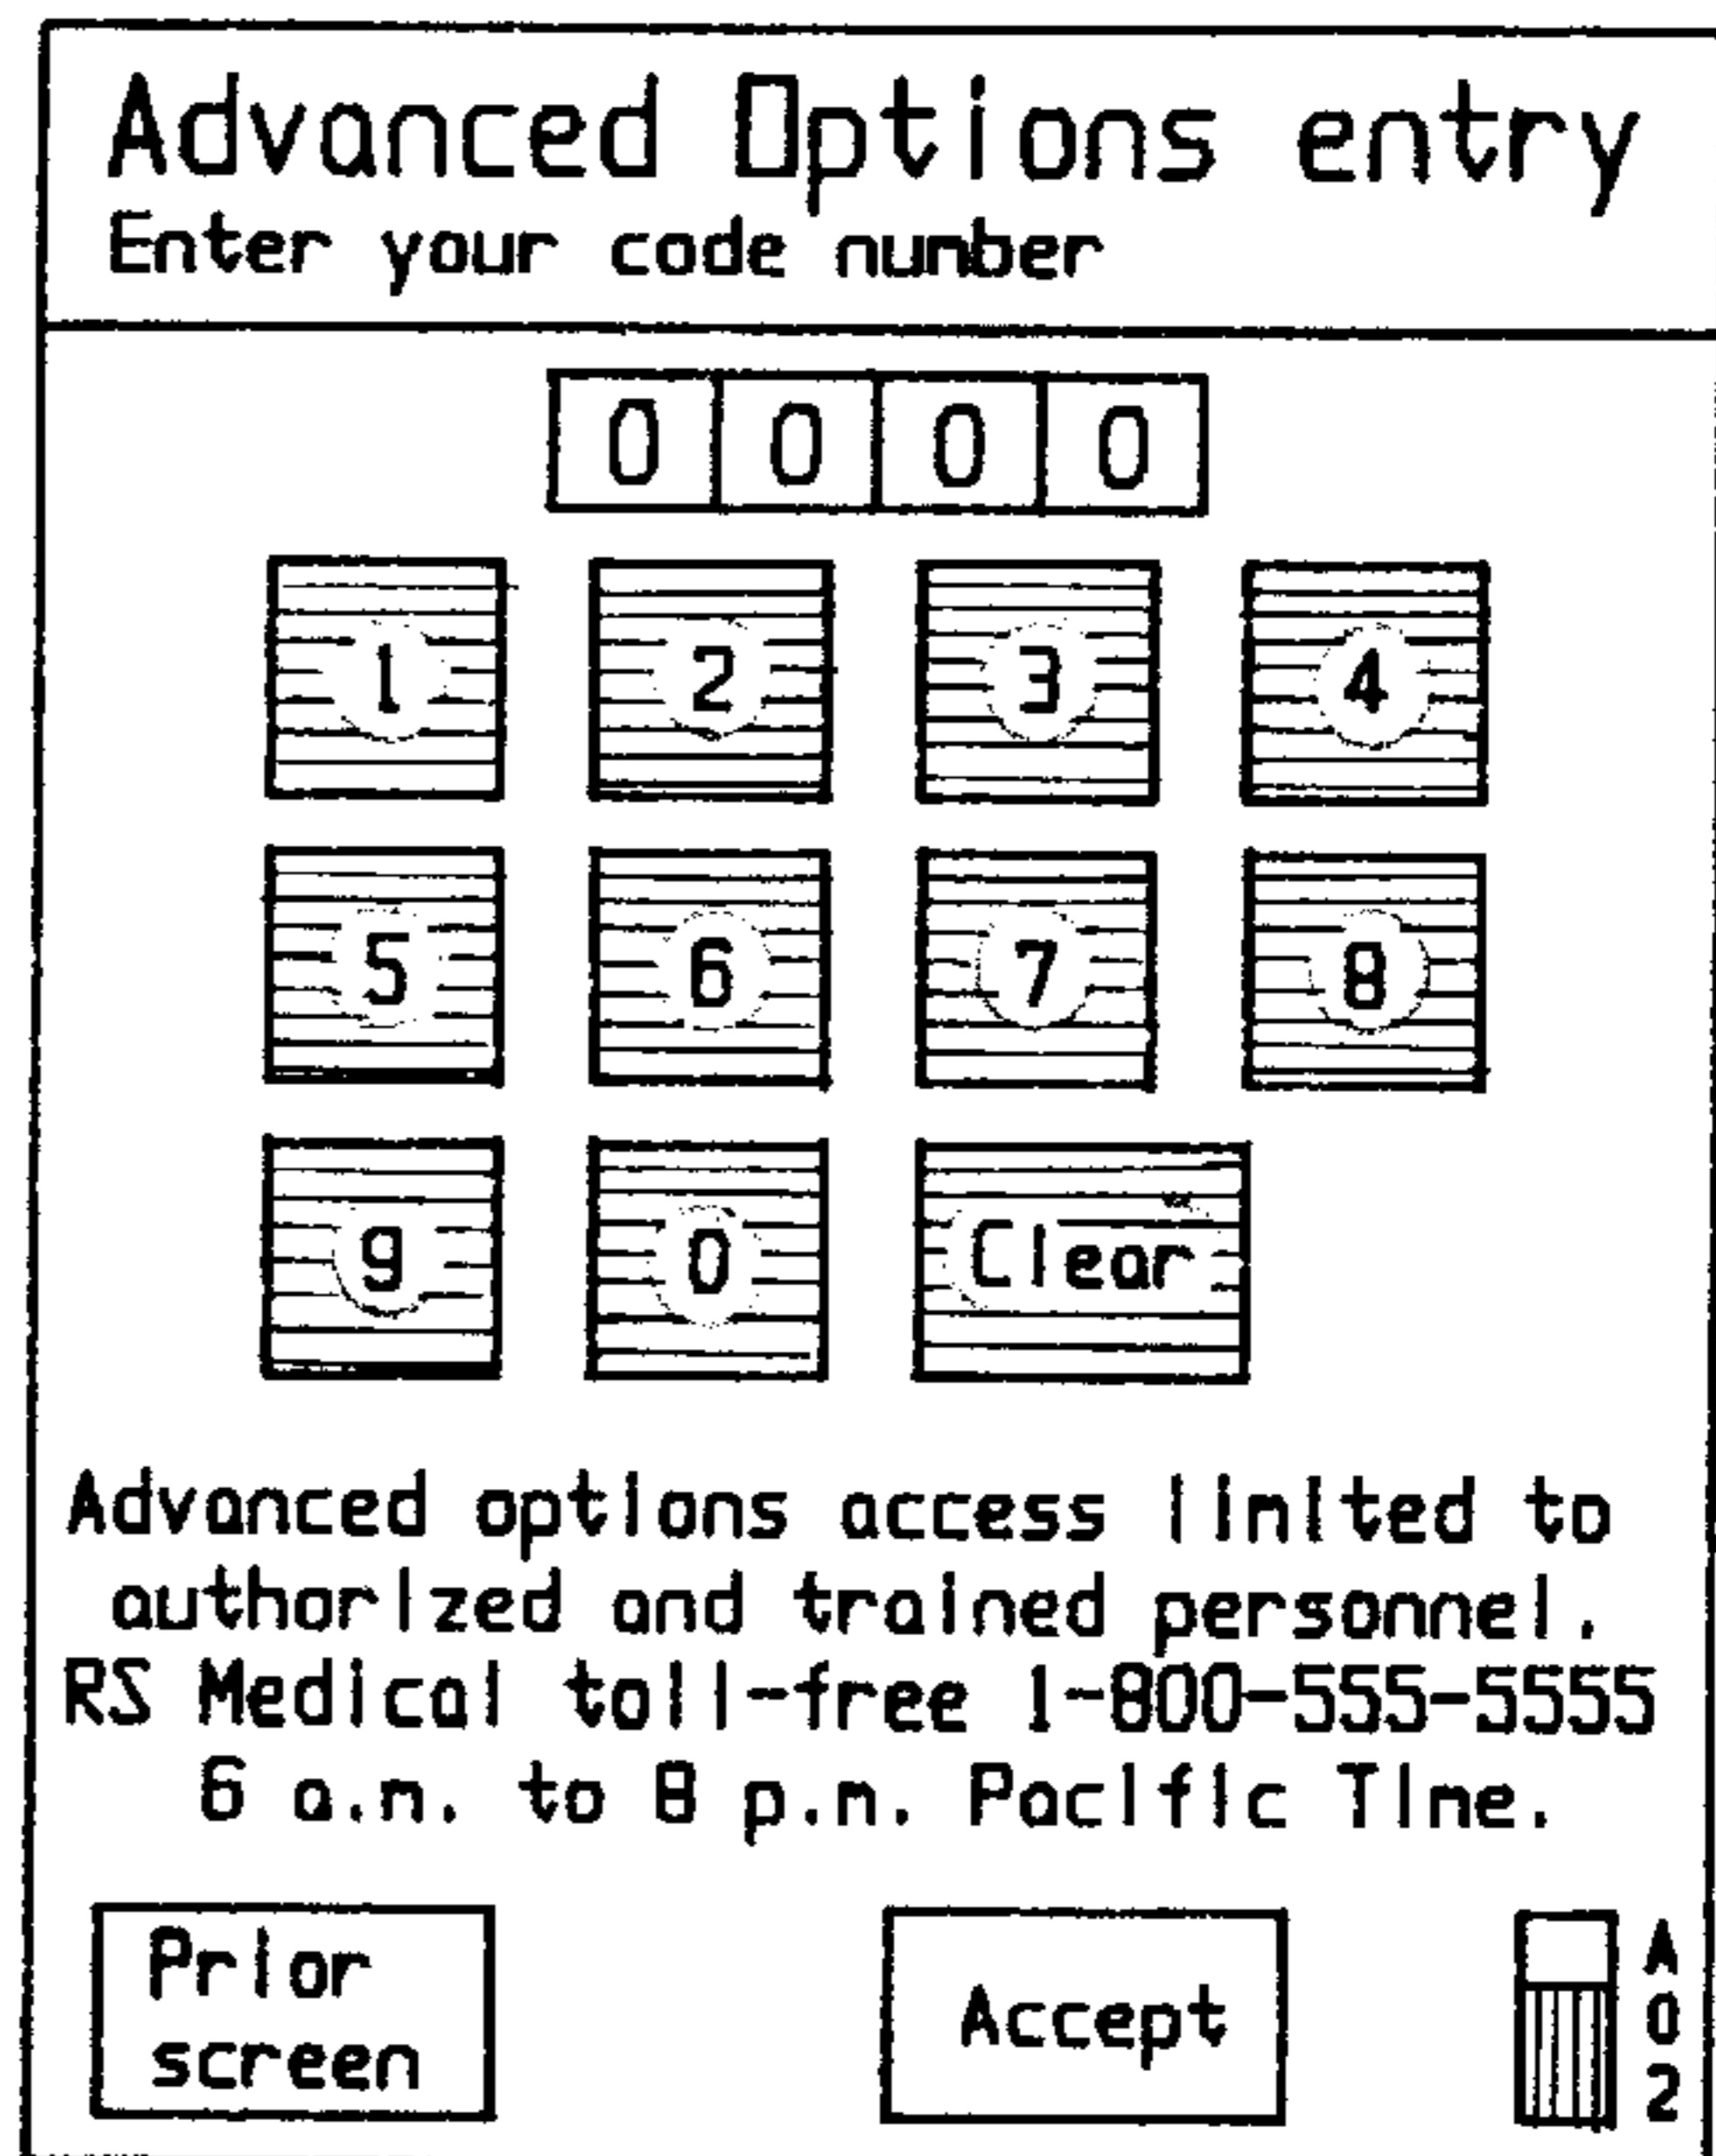 Advanced Options entry
Enter your code number
0 0 0 0
1 2 3 4
5 6 7 8
9 0 Clear
Advanced options access limited to
authorized and trained personnel.
RS Medical toll-free 1-800-555-5555
6 a.m. to 8 p.m. Pacific Time.
Prior
screen
Accept
A02